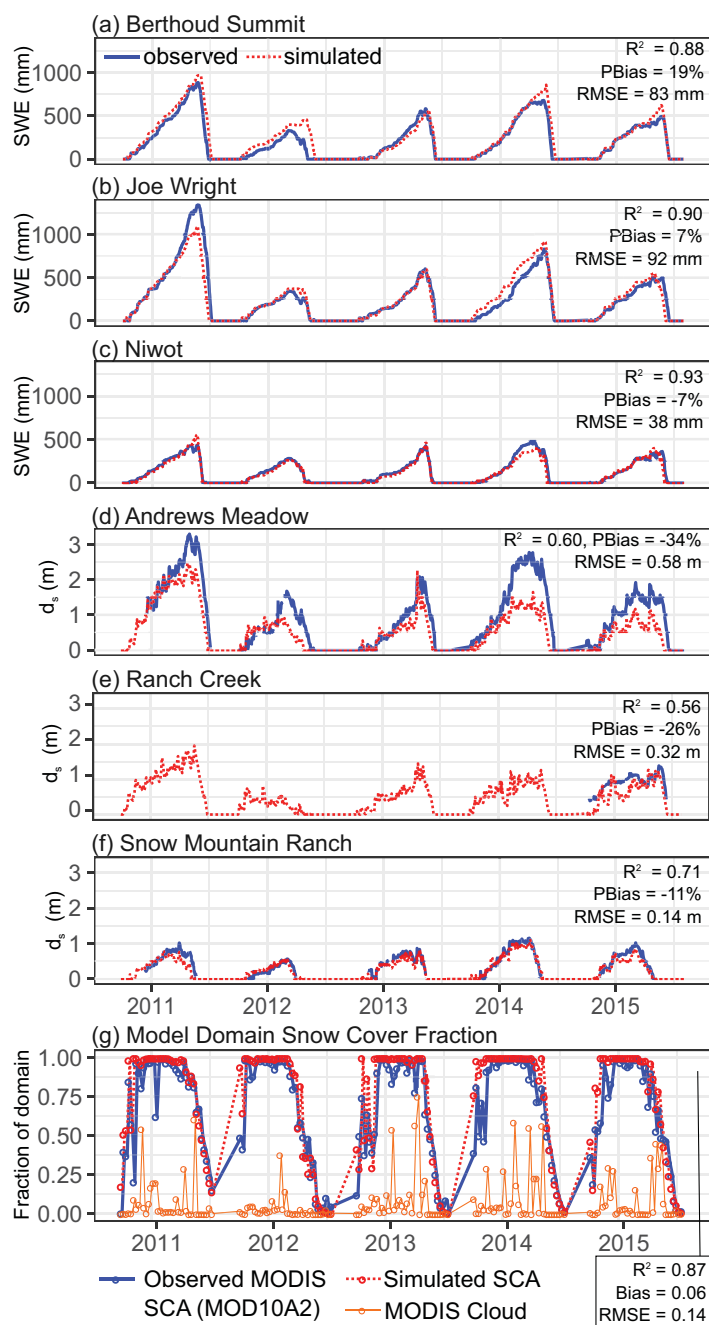 (a) Berthoud Summit
observed simulated
R² = 0.88
PBias = 19%
RMSE = 83 mm
SWE (mm)
1000
500
0
(b) Joe Wright
R² = 0.90
PBias = 7%
RMSE = 92 mm
SWE (mm)
1000
500
0
(c) Niwot
R² = 0.93
PBias = -7%
RMSE = 38 mm
SWE (mm)
1000
500
0
(d) Andrews Meadow
R² = 0.60, PBias = -34%
RMSE = 0.58 m
dₛ (m)
3
2
1
0
(e) Ranch Creek
R² = 0.56
PBias = -26%
RMSE = 0.32 m
dₛ (m)
3
2
1
0
(f) Snow Mountain Ranch
R² = 0.71
PBias = -11%
RMSE = 0.14 m
dₛ (m)
3
2
1
0
2011 2012 2013 2014 2015
(g) Model Domain Snow Cover Fraction
Fraction of domain
1.00
0.75
0.50
0.25
0.00
2011 2012 2013 2014 2015
Observed MODIS
SCA (MOD10A2)
Simulated SCA
MODIS Cloud
R² = 0.87
Bias = 0.06
RMSE = 0.14